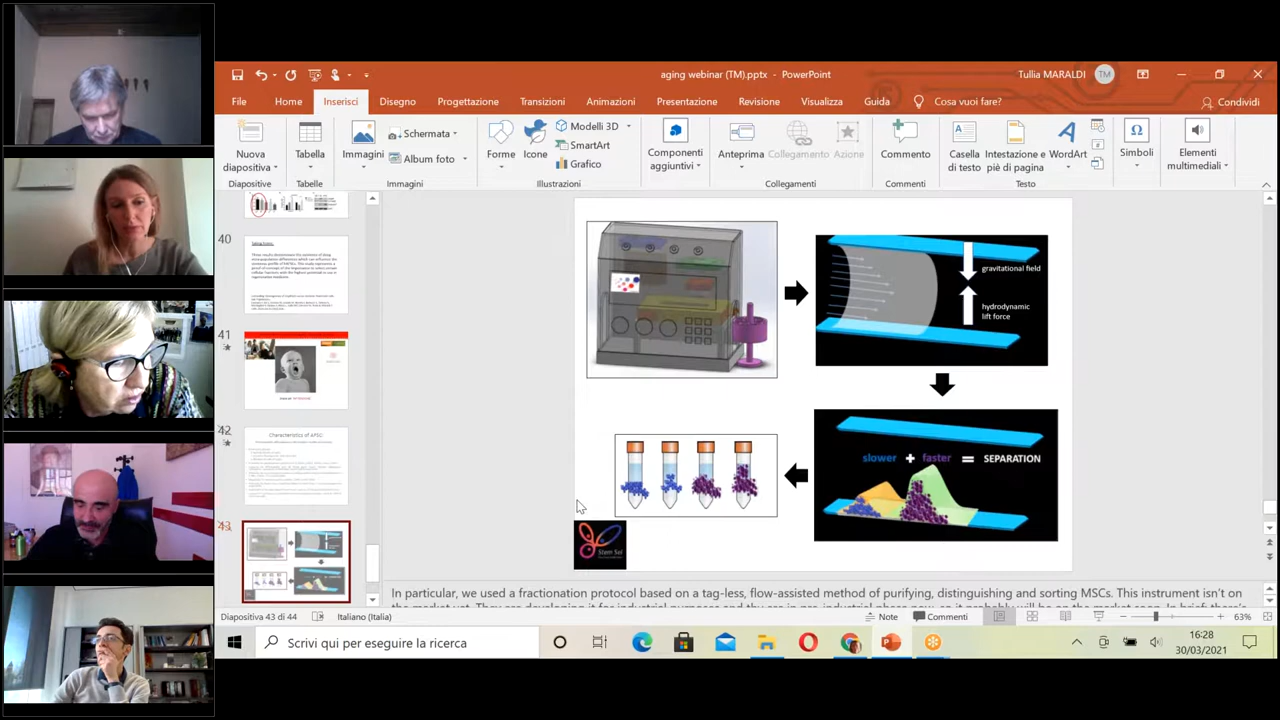 aging webinar (TM).pptx - PowerPoint
Tullia MARALDI
TM
File
Home
Inserisci
Disegno
Progettazione
Transizioni
Animazioni
Presentazione
Revisione
Visualizza
Guida
Cosa vuoi fare?
Condividi
Nuova
diapositiva
Tabella
Immagini
Schermata
Album foto
Forme
Icone
Modelli 3D
SmartArt
Grafico
Componenti
aggiuntivi
Anteprima
Collegamento
Azione
Commento
Casella
di testo
Intestazione e
piè di pagina
WordArt
Simboli
Elementi
multimediali
Diapositive
Tabelle
Immagini
Illustrazioni
Collegamenti
Commenti
Testo
40
41
42
Characteristics of AFSC
43
gravitational field
hydrodynamic
lift force
slower + faster = SEPARATION
Stem Sel
In particular, we used a fractionation protocol based on a tag-less, flow-assisted method of purifying, distinguishing and sorting MSCs. This instrument isn't on
Diapositiva 43 di 44
Italiano (Italia)
Note
Commenti
63%
Scrivi qui per eseguire la ricerca
16:28
30/03/2021